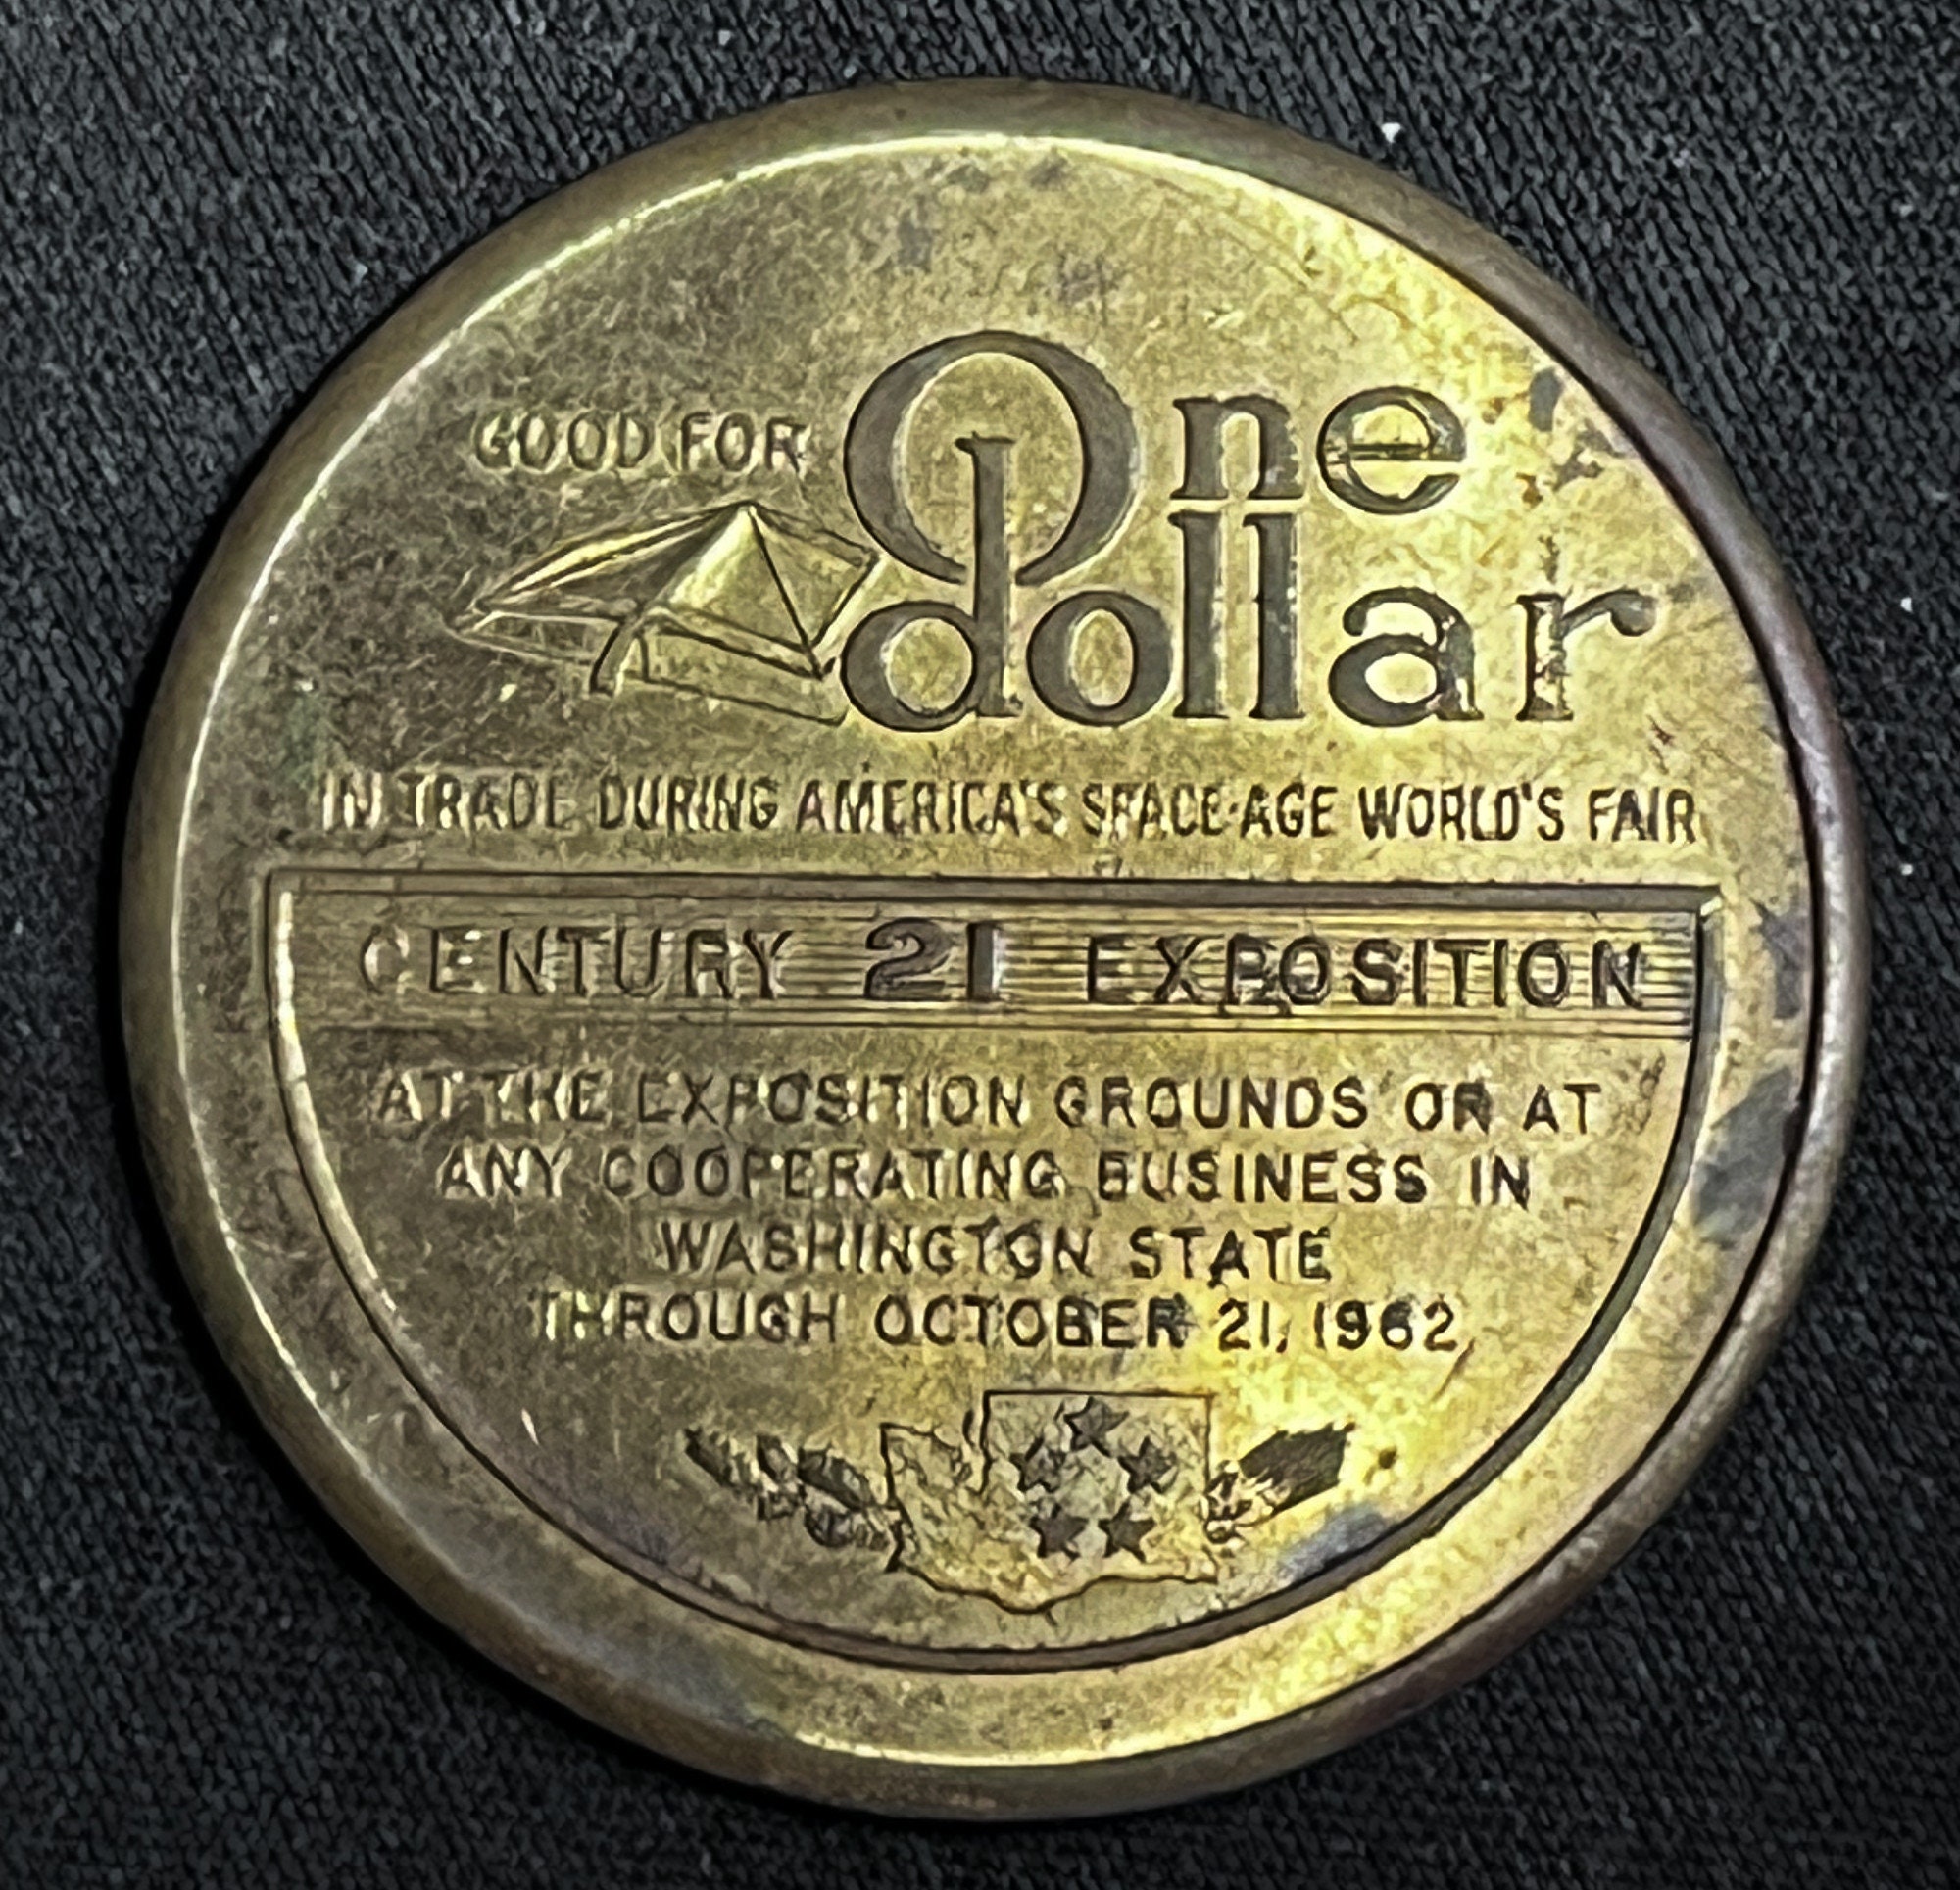 GOOD FOR One dollar
IN TRADE DURING AMERICA'S SPACE-AGE WORLD'S FAIR
CENTURY 21 EXPOSITION
AT THE EXPOSITION GROUNDS OR AT
ANY COOPERATING BUSINESS IN
WASHINGTON STATE
THROUGH OCTOBER 21, 1962